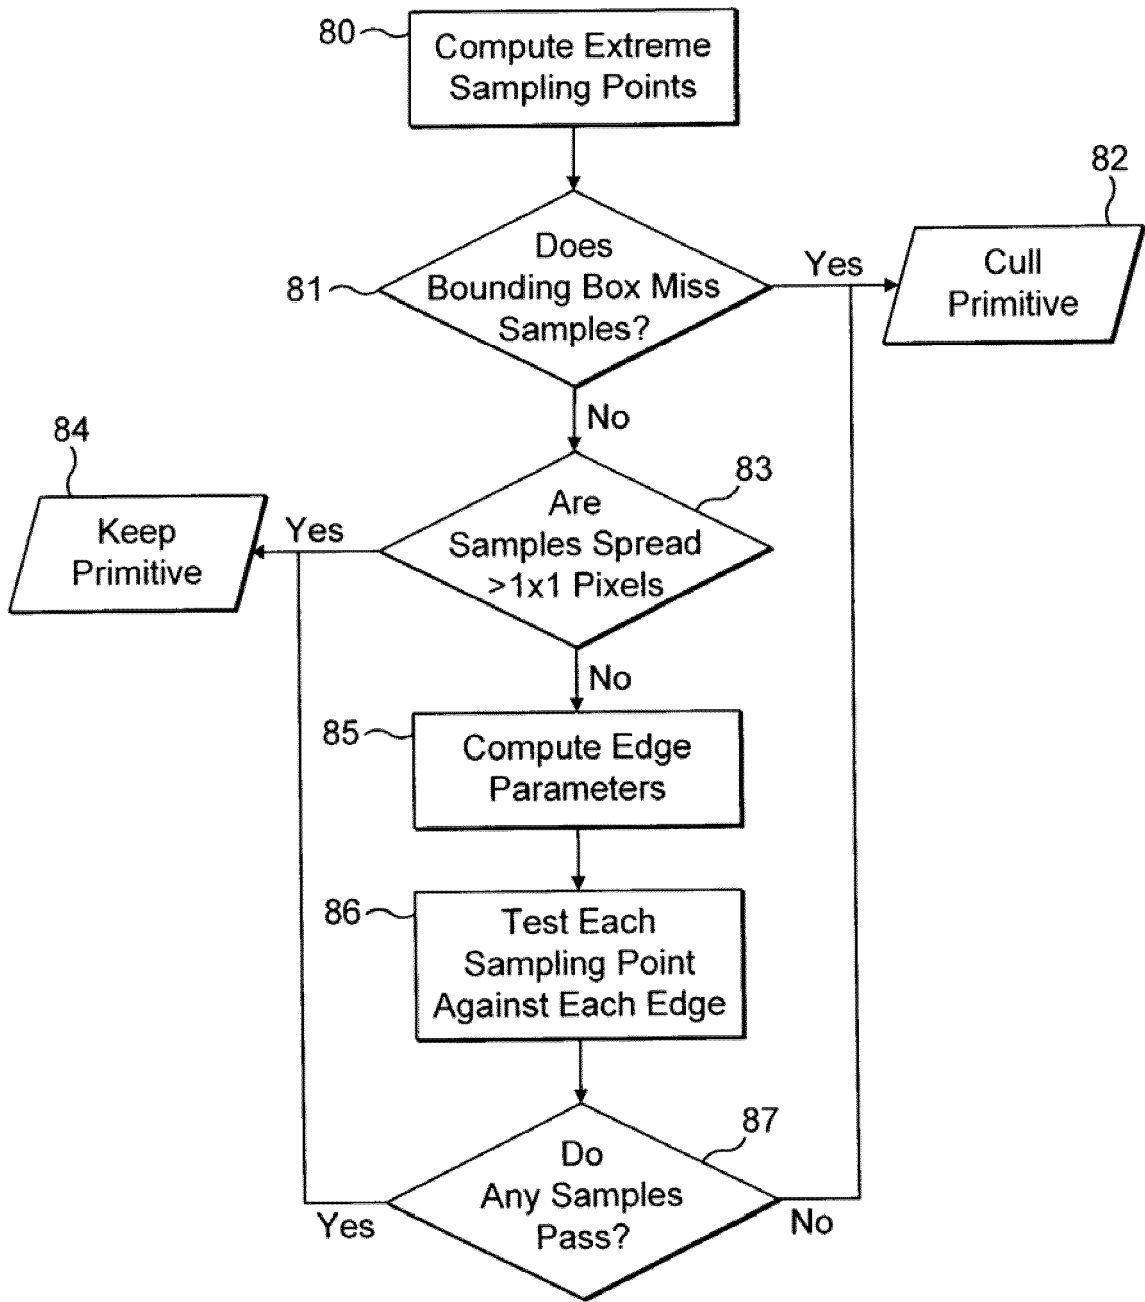 80
Compute Extreme
Sampling Points
82
Does
Bounding Box Miss
Samples?
81
Yes
Cull
Primitive
No
84
83
Keep
Primitive
Yes
Are
Samples Spread
>1x1 Pixels
No
85
Compute Edge
Parameters
86
Test Each
Sampling Point
Against Each Edge
87
Do
Any Samples
Pass?
Yes
No